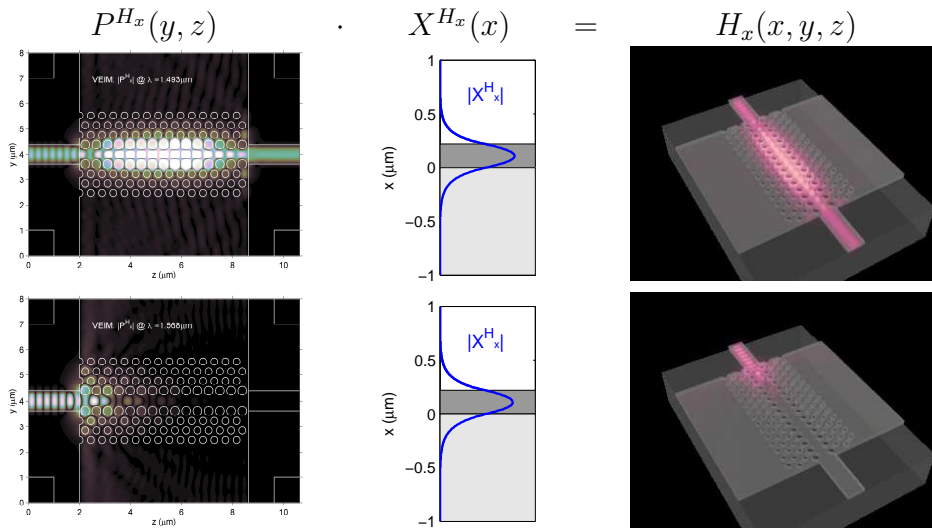 P^{H_x}(y, z) · X^{H_x}(x) = H_x(x, y, z)
8
7
6
5
4
3
2
1
0
y (μm)
VEIM: |P^{H_x}| @ λ =1.493μm
0 2 4 6 8 10
z (μm)
1
0.5
0
−0.5
−1
x (μm)
|X^{H_x}|
8
7
6
5
4
3
2
1
0
y (μm)
VEIM: |P^{H_x}| @ λ =1.568μm
0 2 4 6 8 10
z (μm)
1
0.5
0
−0.5
−1
x (μm)
|X^{H_x}|